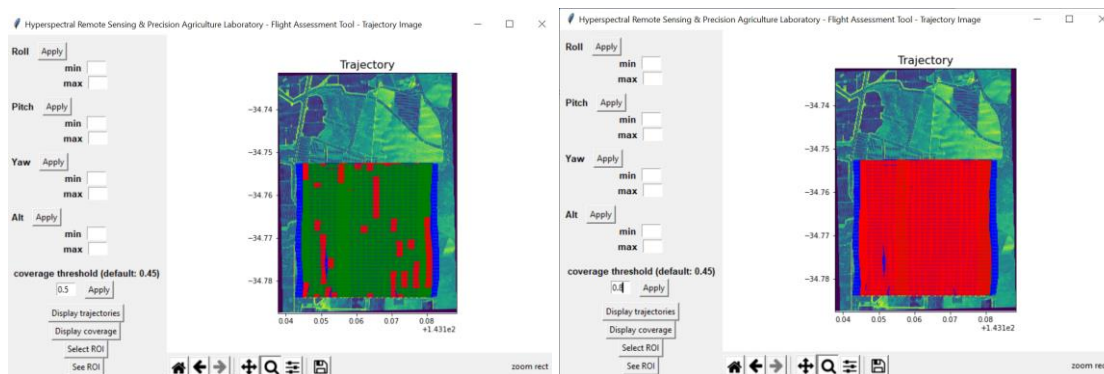 Hyperspectral Remote Sensing & Precision Agriculture Laboratory - Flight Assessment Tool - Trajectory Image
Roll Apply
min
max
Pitch Apply
min
max
Yaw Apply
min
max
Alt Apply
min
max
coverage threshold (default: 0.45)
0.5 Apply
Display trajectories
Display coverage
Select ROI
See ROI
Trajectory
−34.74
−34.75
−34.76
−34.77
−34.78
0.04 0.05 0.06 0.07 0.08
+1.431e2
zoom rect
Hyperspectral Remote Sensing & Precision Agriculture Laboratory - Flight Assessment Tool - Trajectory Image
Roll Apply
min
max
Pitch Apply
min
max
Yaw Apply
min
max
Alt Apply
min
max
coverage threshold (default: 0.45)
0.8 Apply
Display trajectories
Display coverage
Select ROI
See ROI
Trajectory
−34.74
−34.75
−34.76
−34.77
−34.78
0.04 0.05 0.06 0.07 0.08
+1.431e2
zoom rect